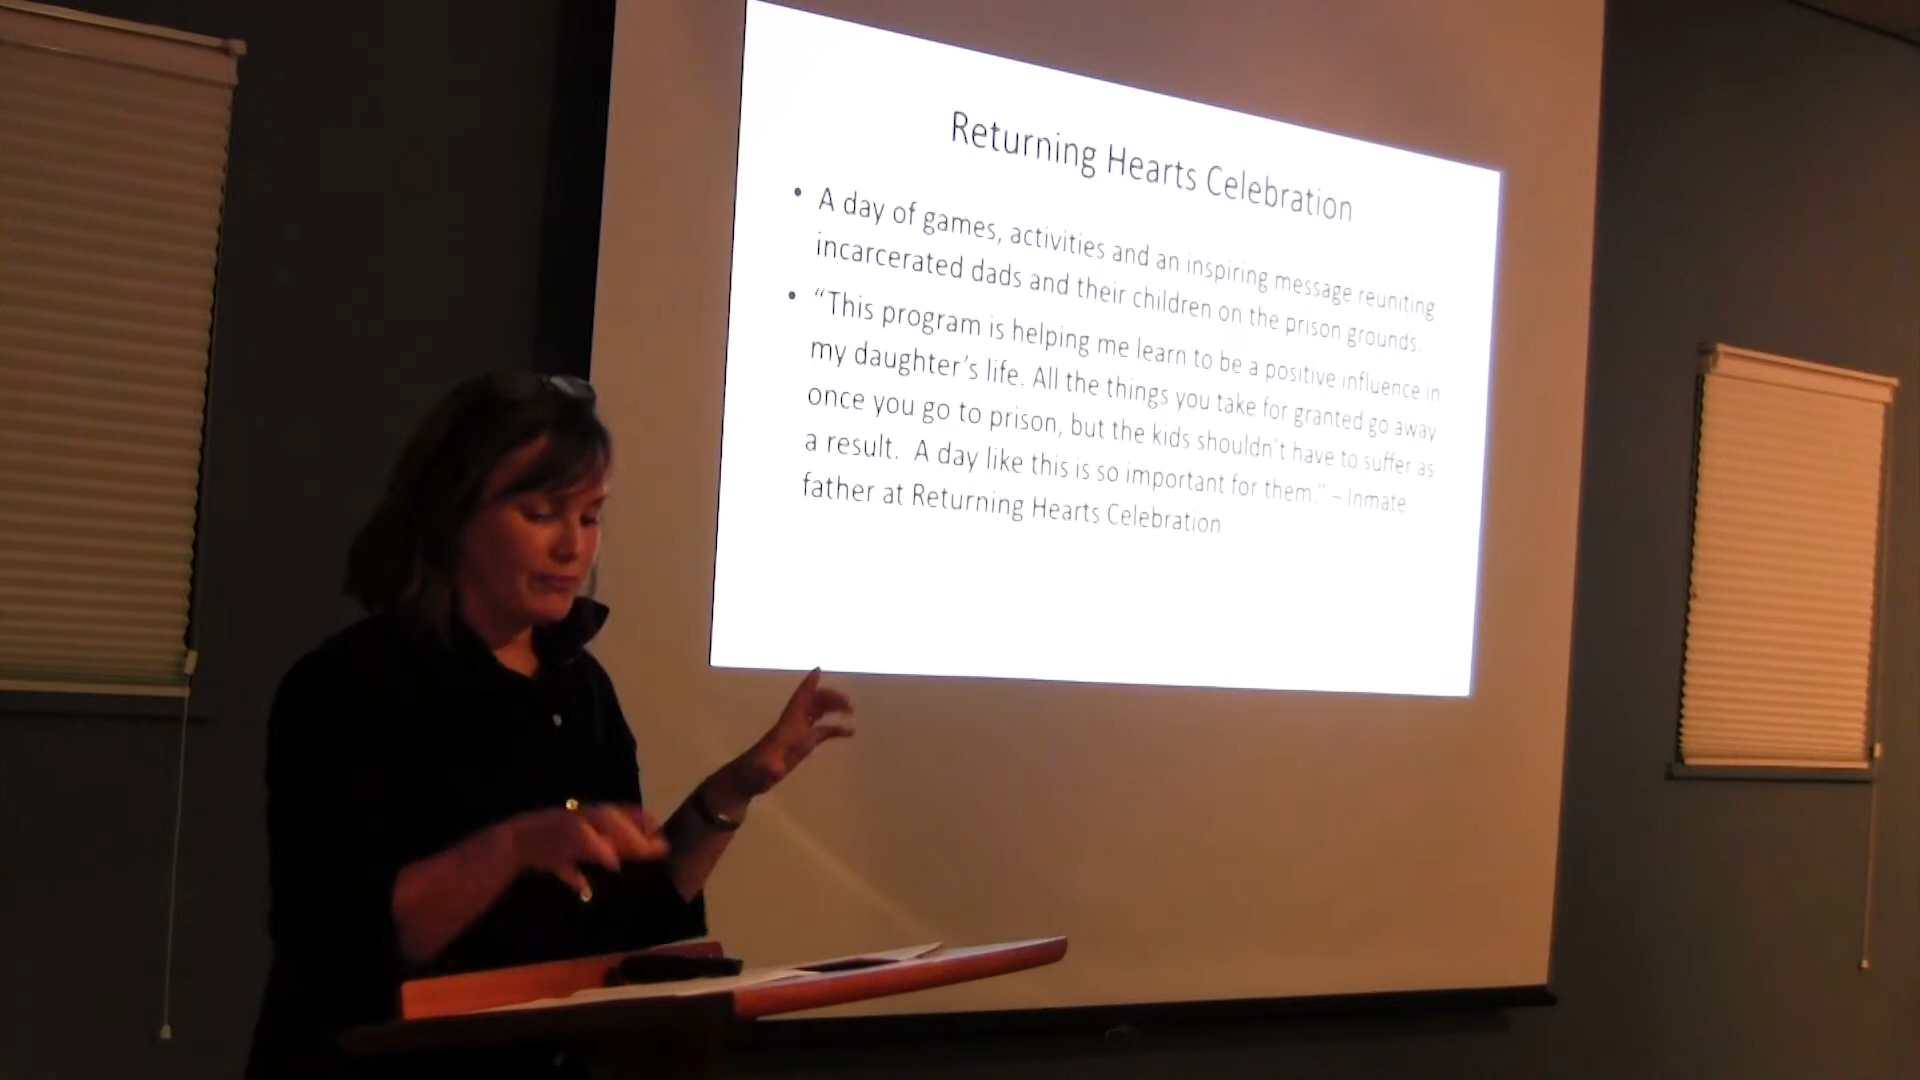 Returning Hearts Celebration
• A day of games, activities and an inspiring message reuniting
incarcerated dads and their children on the prison grounds.
• “This program is helping me learn to be a positive influence in
my daughter’s life. All the things you take for granted go away
once you go to prison, but the kids shouldn’t have to suffer as
a result.  A day like this is so important for them.” – Inmate
father at Returning Hearts Celebration